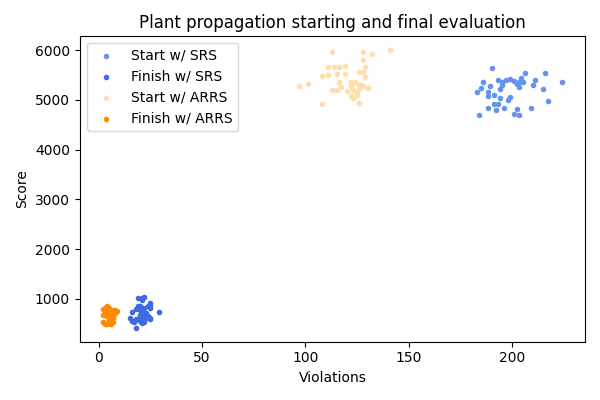 Plant propagation starting and final evaluation
Start w/ SRS
Finish w/ SRS
Start w/ ARRS
Finish w/ ARRS
Score
6000
5000
4000
3000
2000
1000
0
50
100
150
200
Violations